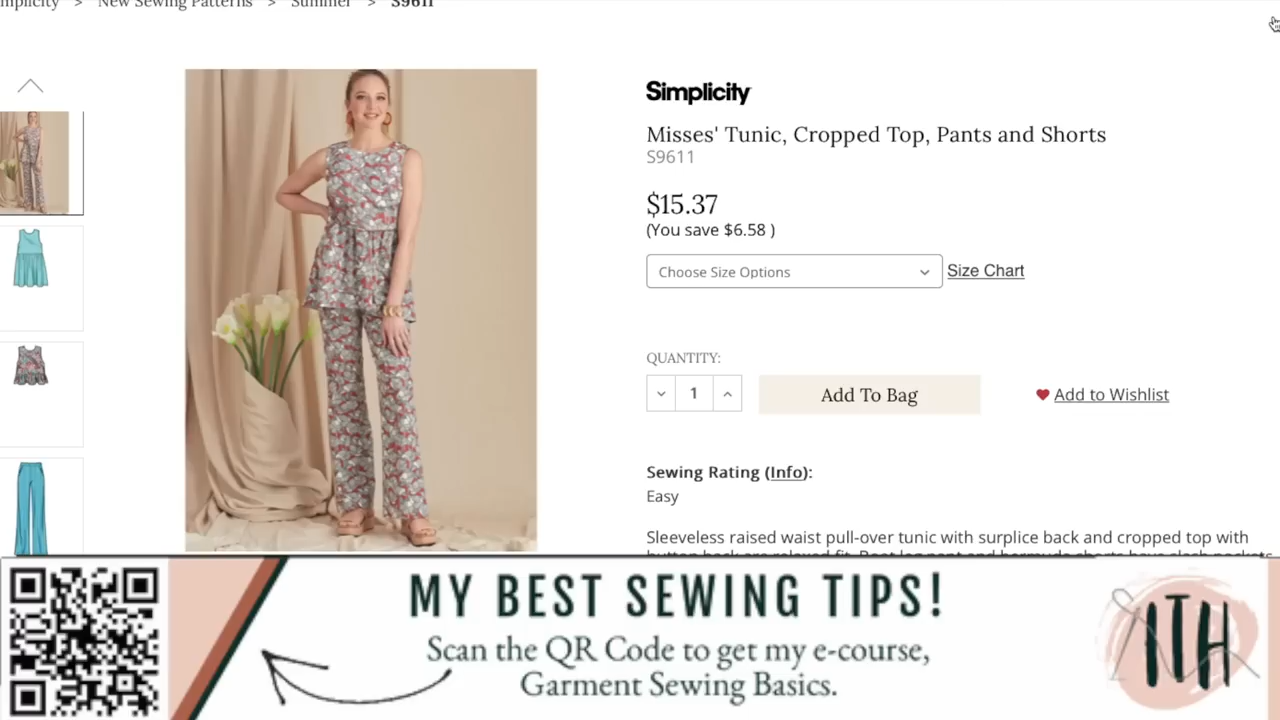 mplicity > New Sewing Patterns > Summer > S9611
Simplicity
Misses' Tunic, Cropped Top, Pants and Shorts
S9611
$15.37
(You save $6.58 )
Choose Size Options
Size Chart
QUANTITY:
1
Add To Bag
Add to Wishlist
Sewing Rating (Info):
Easy
Sleeveless raised waist pull-over tunic with surplice back and cropped top with
MY BEST SEWING TIPS!
Scan the QR Code to get my e-course,
Garment Sewing Basics.
ITH